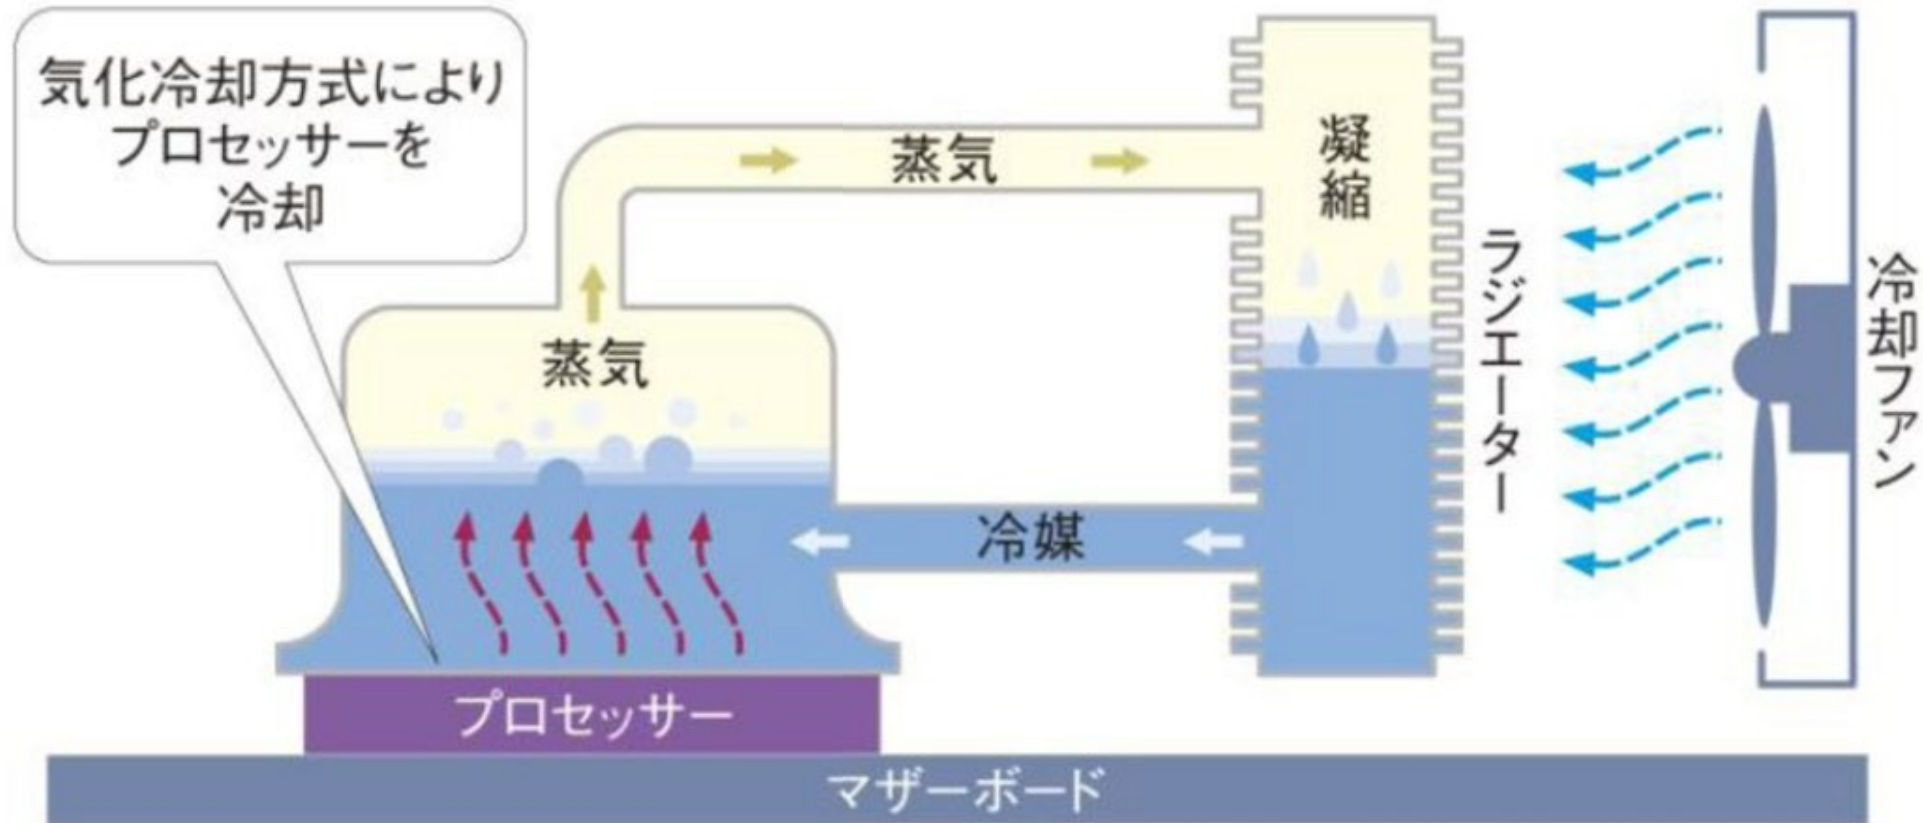 気化冷却方式により
プロセッサーを
冷却
蒸気
凝縮
ラジエーター
冷却ファン
蒸気
冷媒
プロセッサー
マザーボード